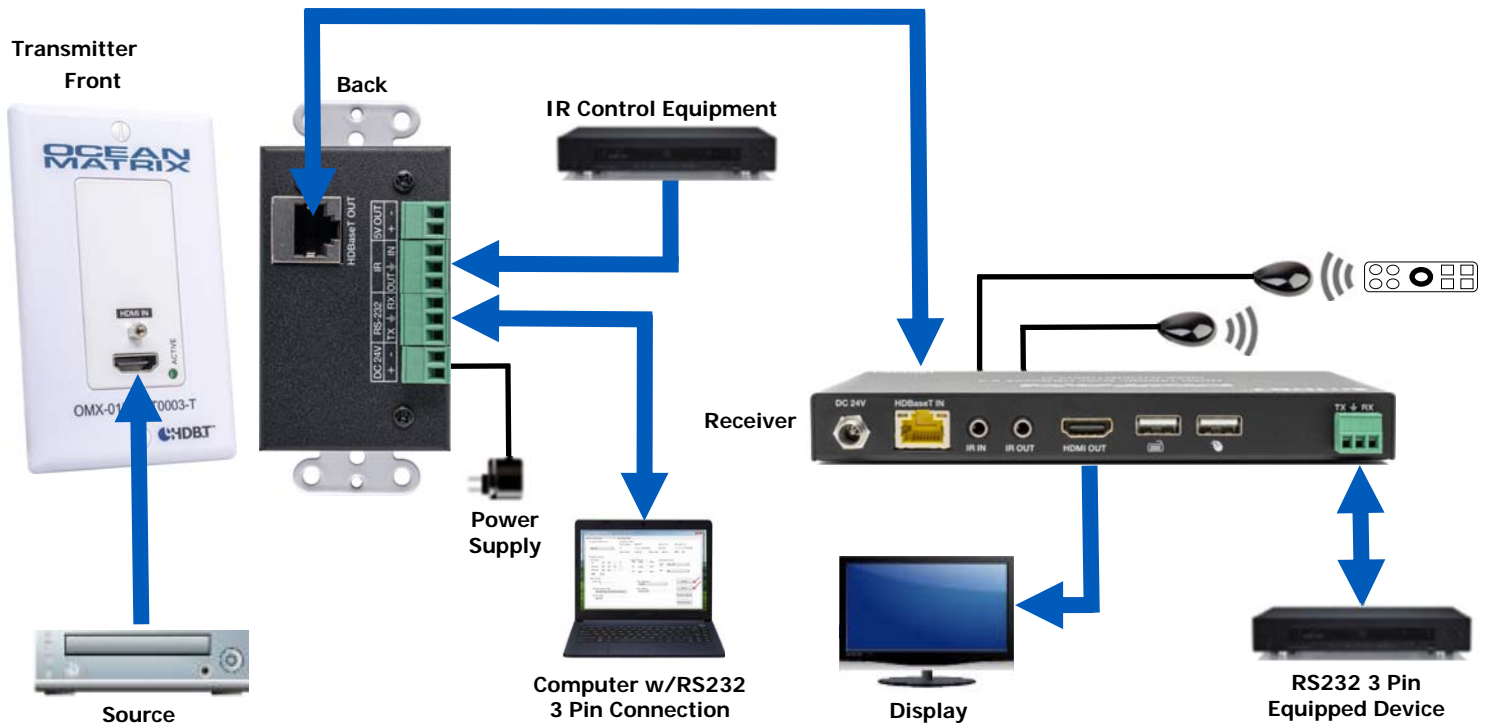 Transmitter
Front
Back
IR Control Equipment
OCEAN
MATRIX
HDMI IN
ACTIVE
HDBT
HDBaseT OUT
5V OUT
- +
IR
OUT ⏚ IN
RS-232
TX ⏚ RX
DC 24V
+ -
Power
Supply
Receiver
DC 24V
HDBaseT IN
IR IN
IR OUT
HDMI OUT
TX ⏚ RX
Source
Computer w/RS232
3 Pin Connection
Display
RS232 3 Pin
Equipped Device